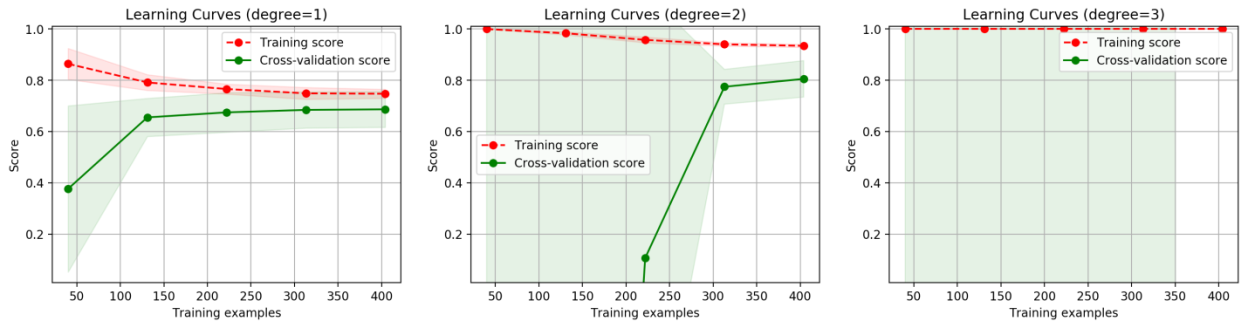 Learning Curves (degree=1)
1.0
0.8
0.6
0.4
0.2
Score
Training score
Cross-validation score
50 100 150 200 250 300 350 400
Training examples
Learning Curves (degree=2)
1.0
0.8
0.6
0.4
0.2
Score
Training score
Cross-validation score
50 100 150 200 250 300 350 400
Training examples
Learning Curves (degree=3)
1.0
0.8
0.6
0.4
0.2
Score
Training score
Cross-validation score
50 100 150 200 250 300 350 400
Training examples